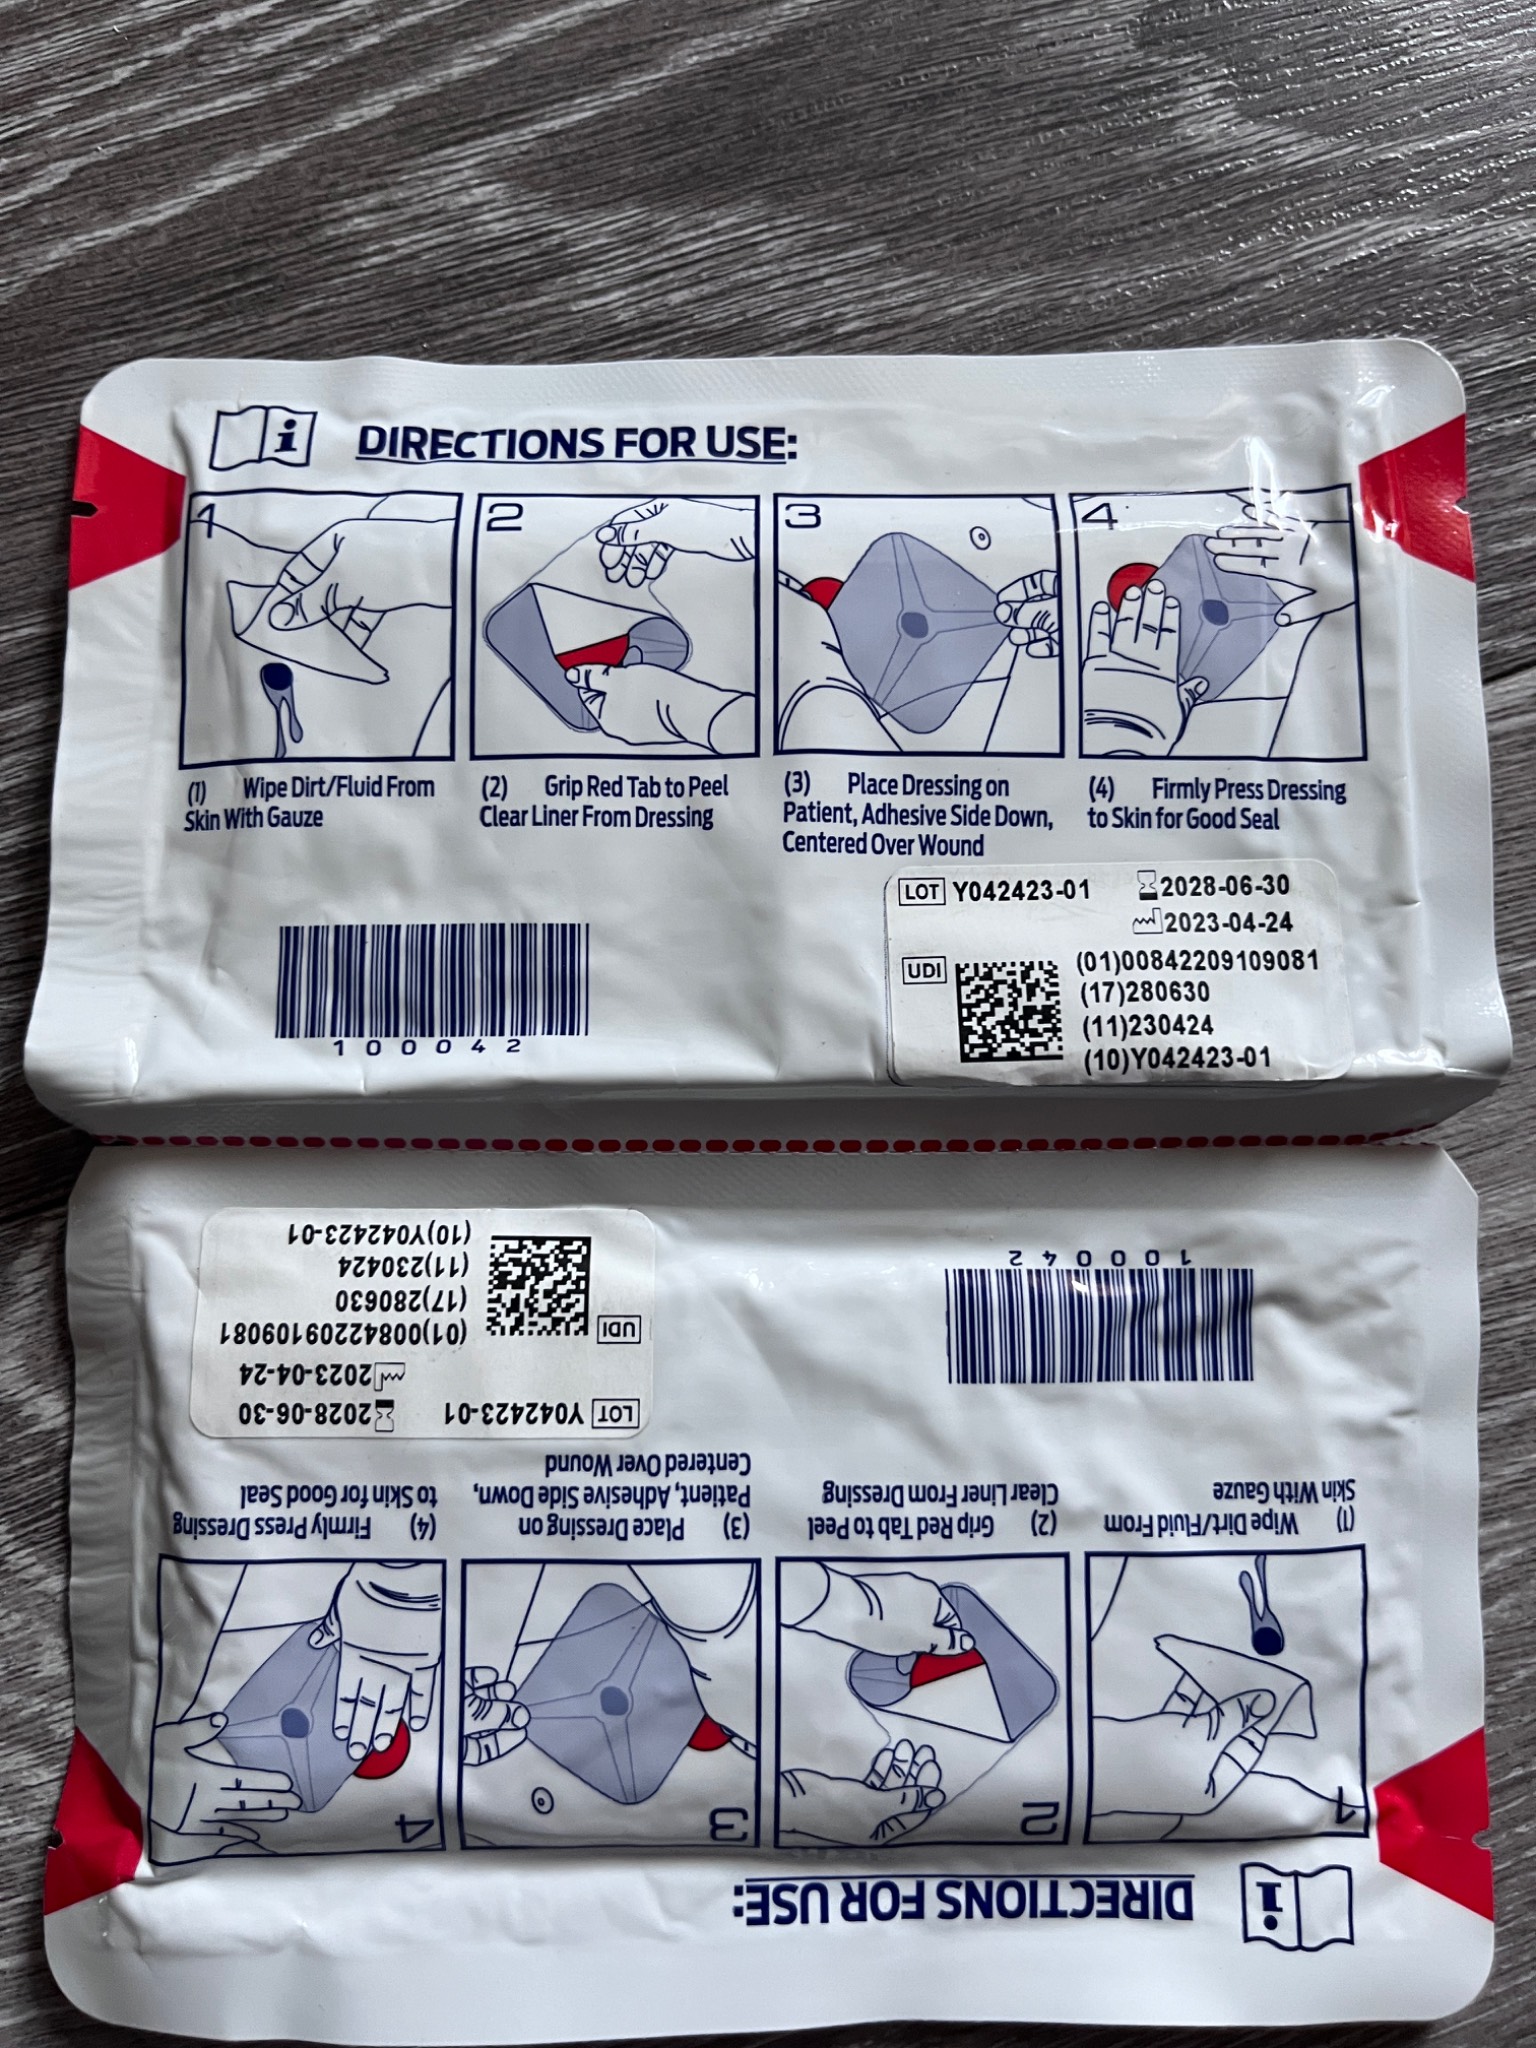 DIRECTIONS FOR USE:
1
2
3
4
(1) Wipe Dirt/Fluid From
Skin With Gauze
(2) Grip Red Tab to Peel
Clear Liner From Dressing
(3) Place Dressing on
Patient, Adhesive Side Down,
Centered Over Wound
(4) Firmly Press Dressing
to Skin for Good Seal
LOT Y042423-01 2028-06-30
2023-04-24
UDI
(01)00842209109081
(17)280630
(11)230424
(10)Y042423-01
100042
DIRECTIONS FOR USE:
1
2
3
4
(1) Wipe Dirt/Fluid From
Skin With Gauze
(2) Grip Red Tab to Peel
Clear Liner From Dressing
(3) Place Dressing on
Patient, Adhesive Side Down,
Centered Over Wound
(4) Firmly Press Dressing
to Skin for Good Seal
LOT Y042423-01 2028-06-30
2023-04-24
UDI
(01)00842209109081
(17)280630
(11)230424
(10)Y042423-01
100042